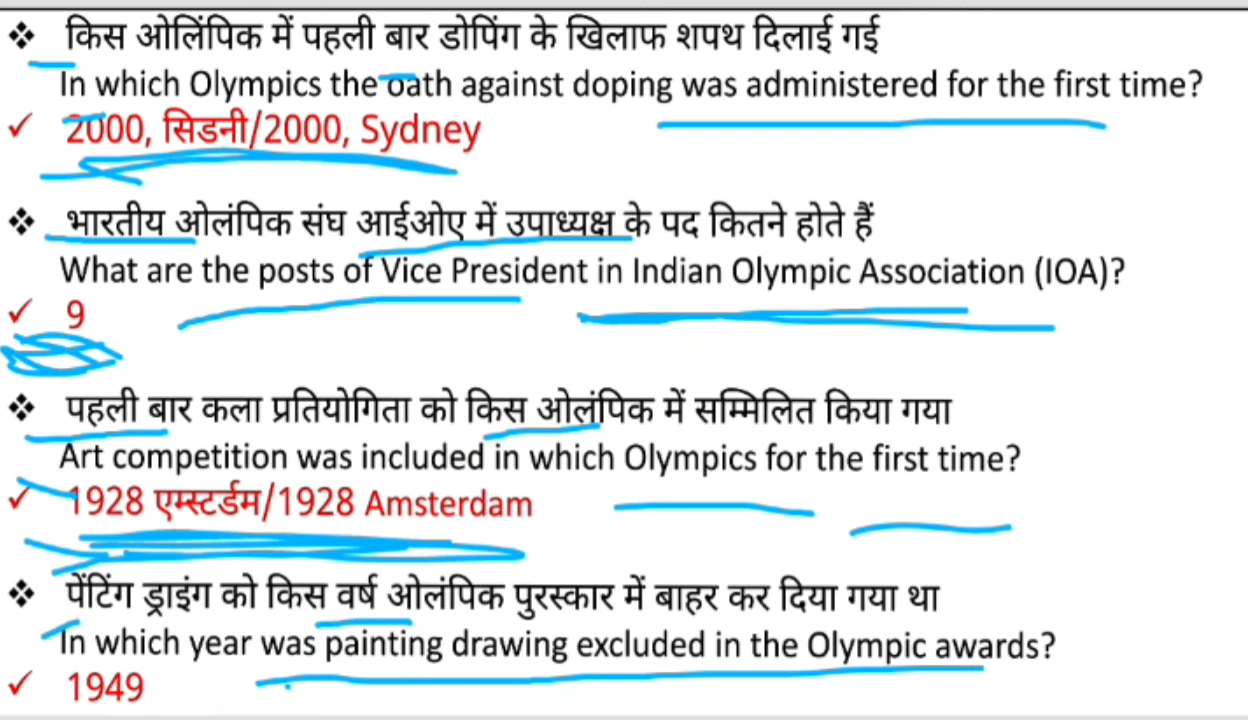 ❖ किस ओलिंपिक में पहली बार डोपिंग के खिलाफ शपथ दिलाई गई
In which Olympics the oath against doping was administered for the first time?
✓ 2000, सिडनी/2000, Sydney
❖ भारतीय ओलंपिक संघ आईओए में उपाध्यक्ष के पद कितने होते हैं
What are the posts of Vice President in Indian Olympic Association (IOA)?
✓ 9
❖ पहली बार कला प्रतियोगिता को किस ओलंपिक में सम्मिलित किया गया
Art competition was included in which Olympics for the first time?
✓ 1928 एम्स्टर्डम/1928 Amsterdam
❖ पेंटिंग ड्राइंग को किस वर्ष ओलंपिक पुरस्कार में बाहर कर दिया गया था
In which year was painting drawing excluded in the Olympic awards?
✓ 1949